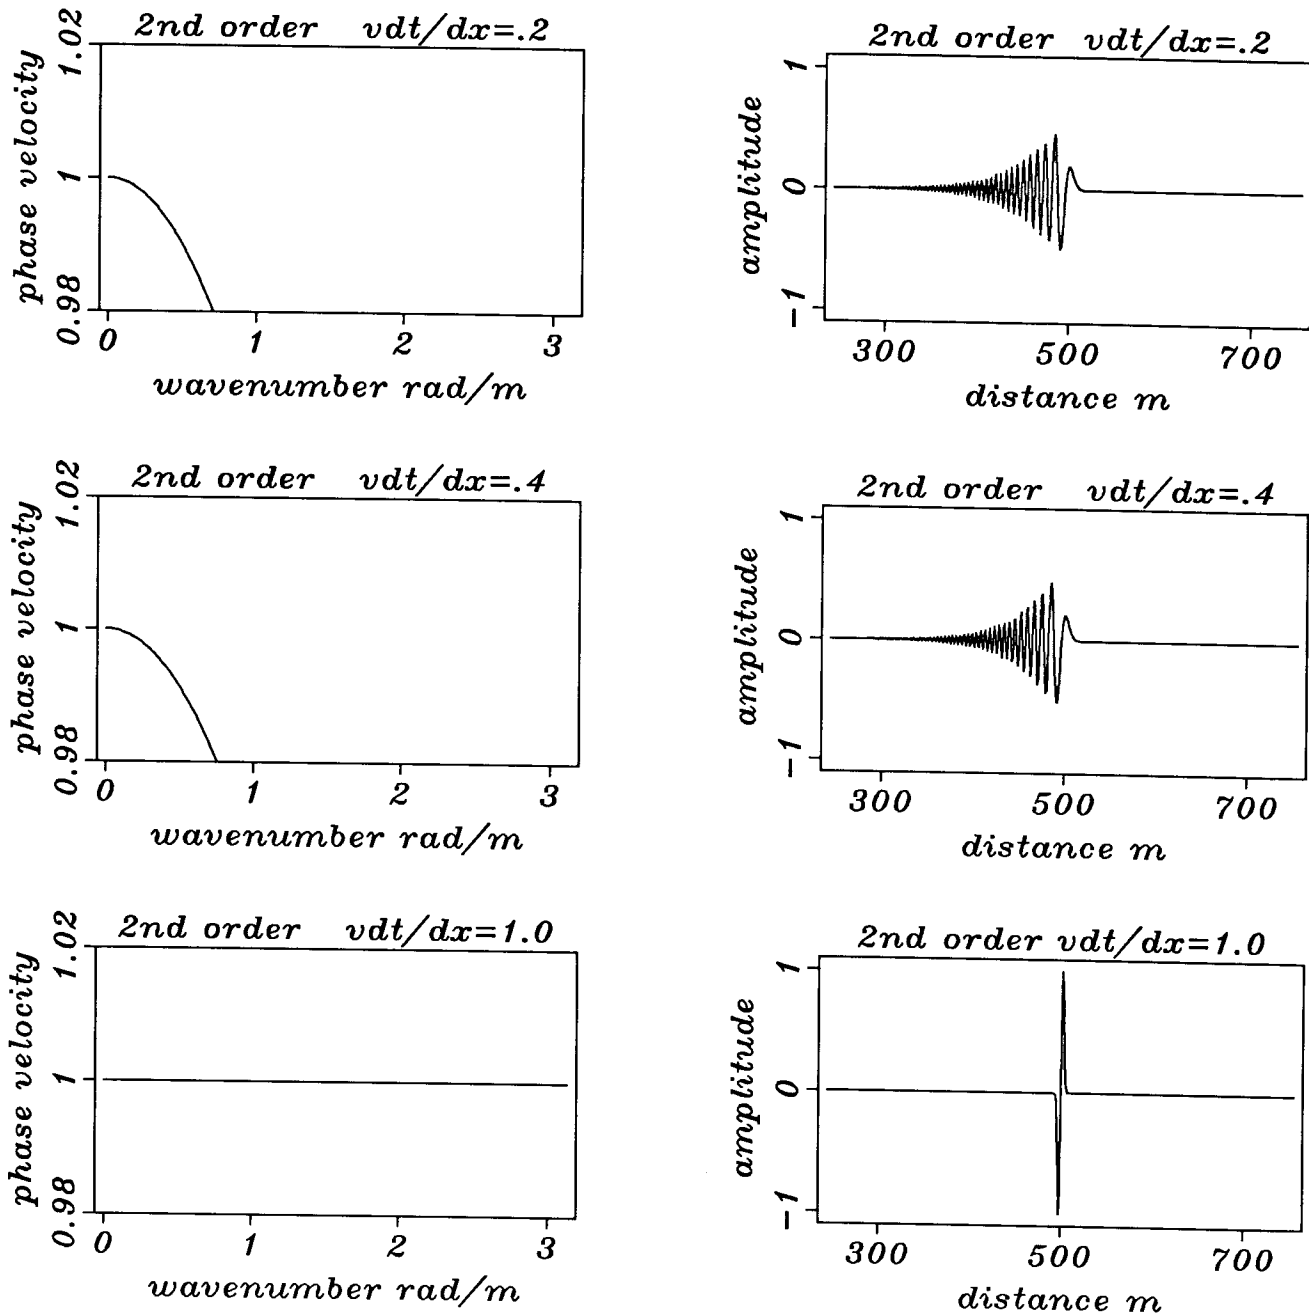 2nd order vdt/dx=.2
phase velocity
1.02
1
0.98
0 1 2 3
wavenumber rad/m
2nd order vdt/dx=.2
amplitude
1
0
-1
300 500 700
distance m
2nd order vdt/dx=.4
phase velocity
1.02
1
0.98
0 1 2 3
wavenumber rad/m
2nd order vdt/dx=.4
amplitude
1
0
-1
300 500 700
distance m
2nd order vdt/dx=1.0
phase velocity
1.02
1
0.98
0 1 2 3
wavenumber rad/m
2nd order vdt/dx=1.0
amplitude
1
0
-1
300 500 700
distance m